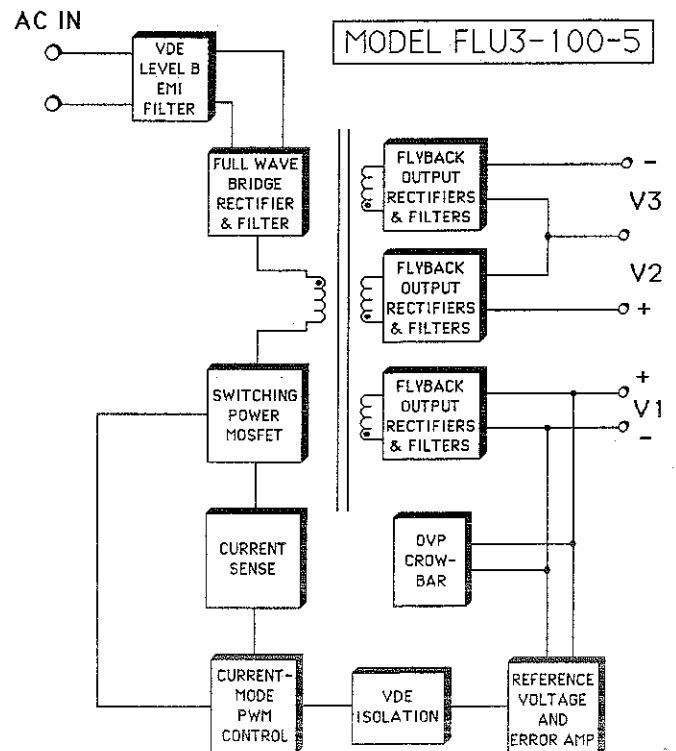 AC IN
MODEL FLU3-100-5
VDE
LEVEL B
EMI
FILTER
FULL WAVE
BRIDGE
RECTIFIER
& FILTER
FLYBACK
OUTPUT
RECTIFIERS
& FILTERS
-
V3
FLYBACK
OUTPUT
RECTIFIERS
& FILTERS
V2
+
SWITCHING
POWER
MOSFET
FLYBACK
OUTPUT
RECTIFIERS
& FILTERS
+
V1
-
CURRENT
SENSE
OVP
CROW-
BAR
CURRENT-
MODE
PWM
CONTROL
VDE
ISOLATION
REFERENCE
VOLTAGE
AND
ERROR AMP